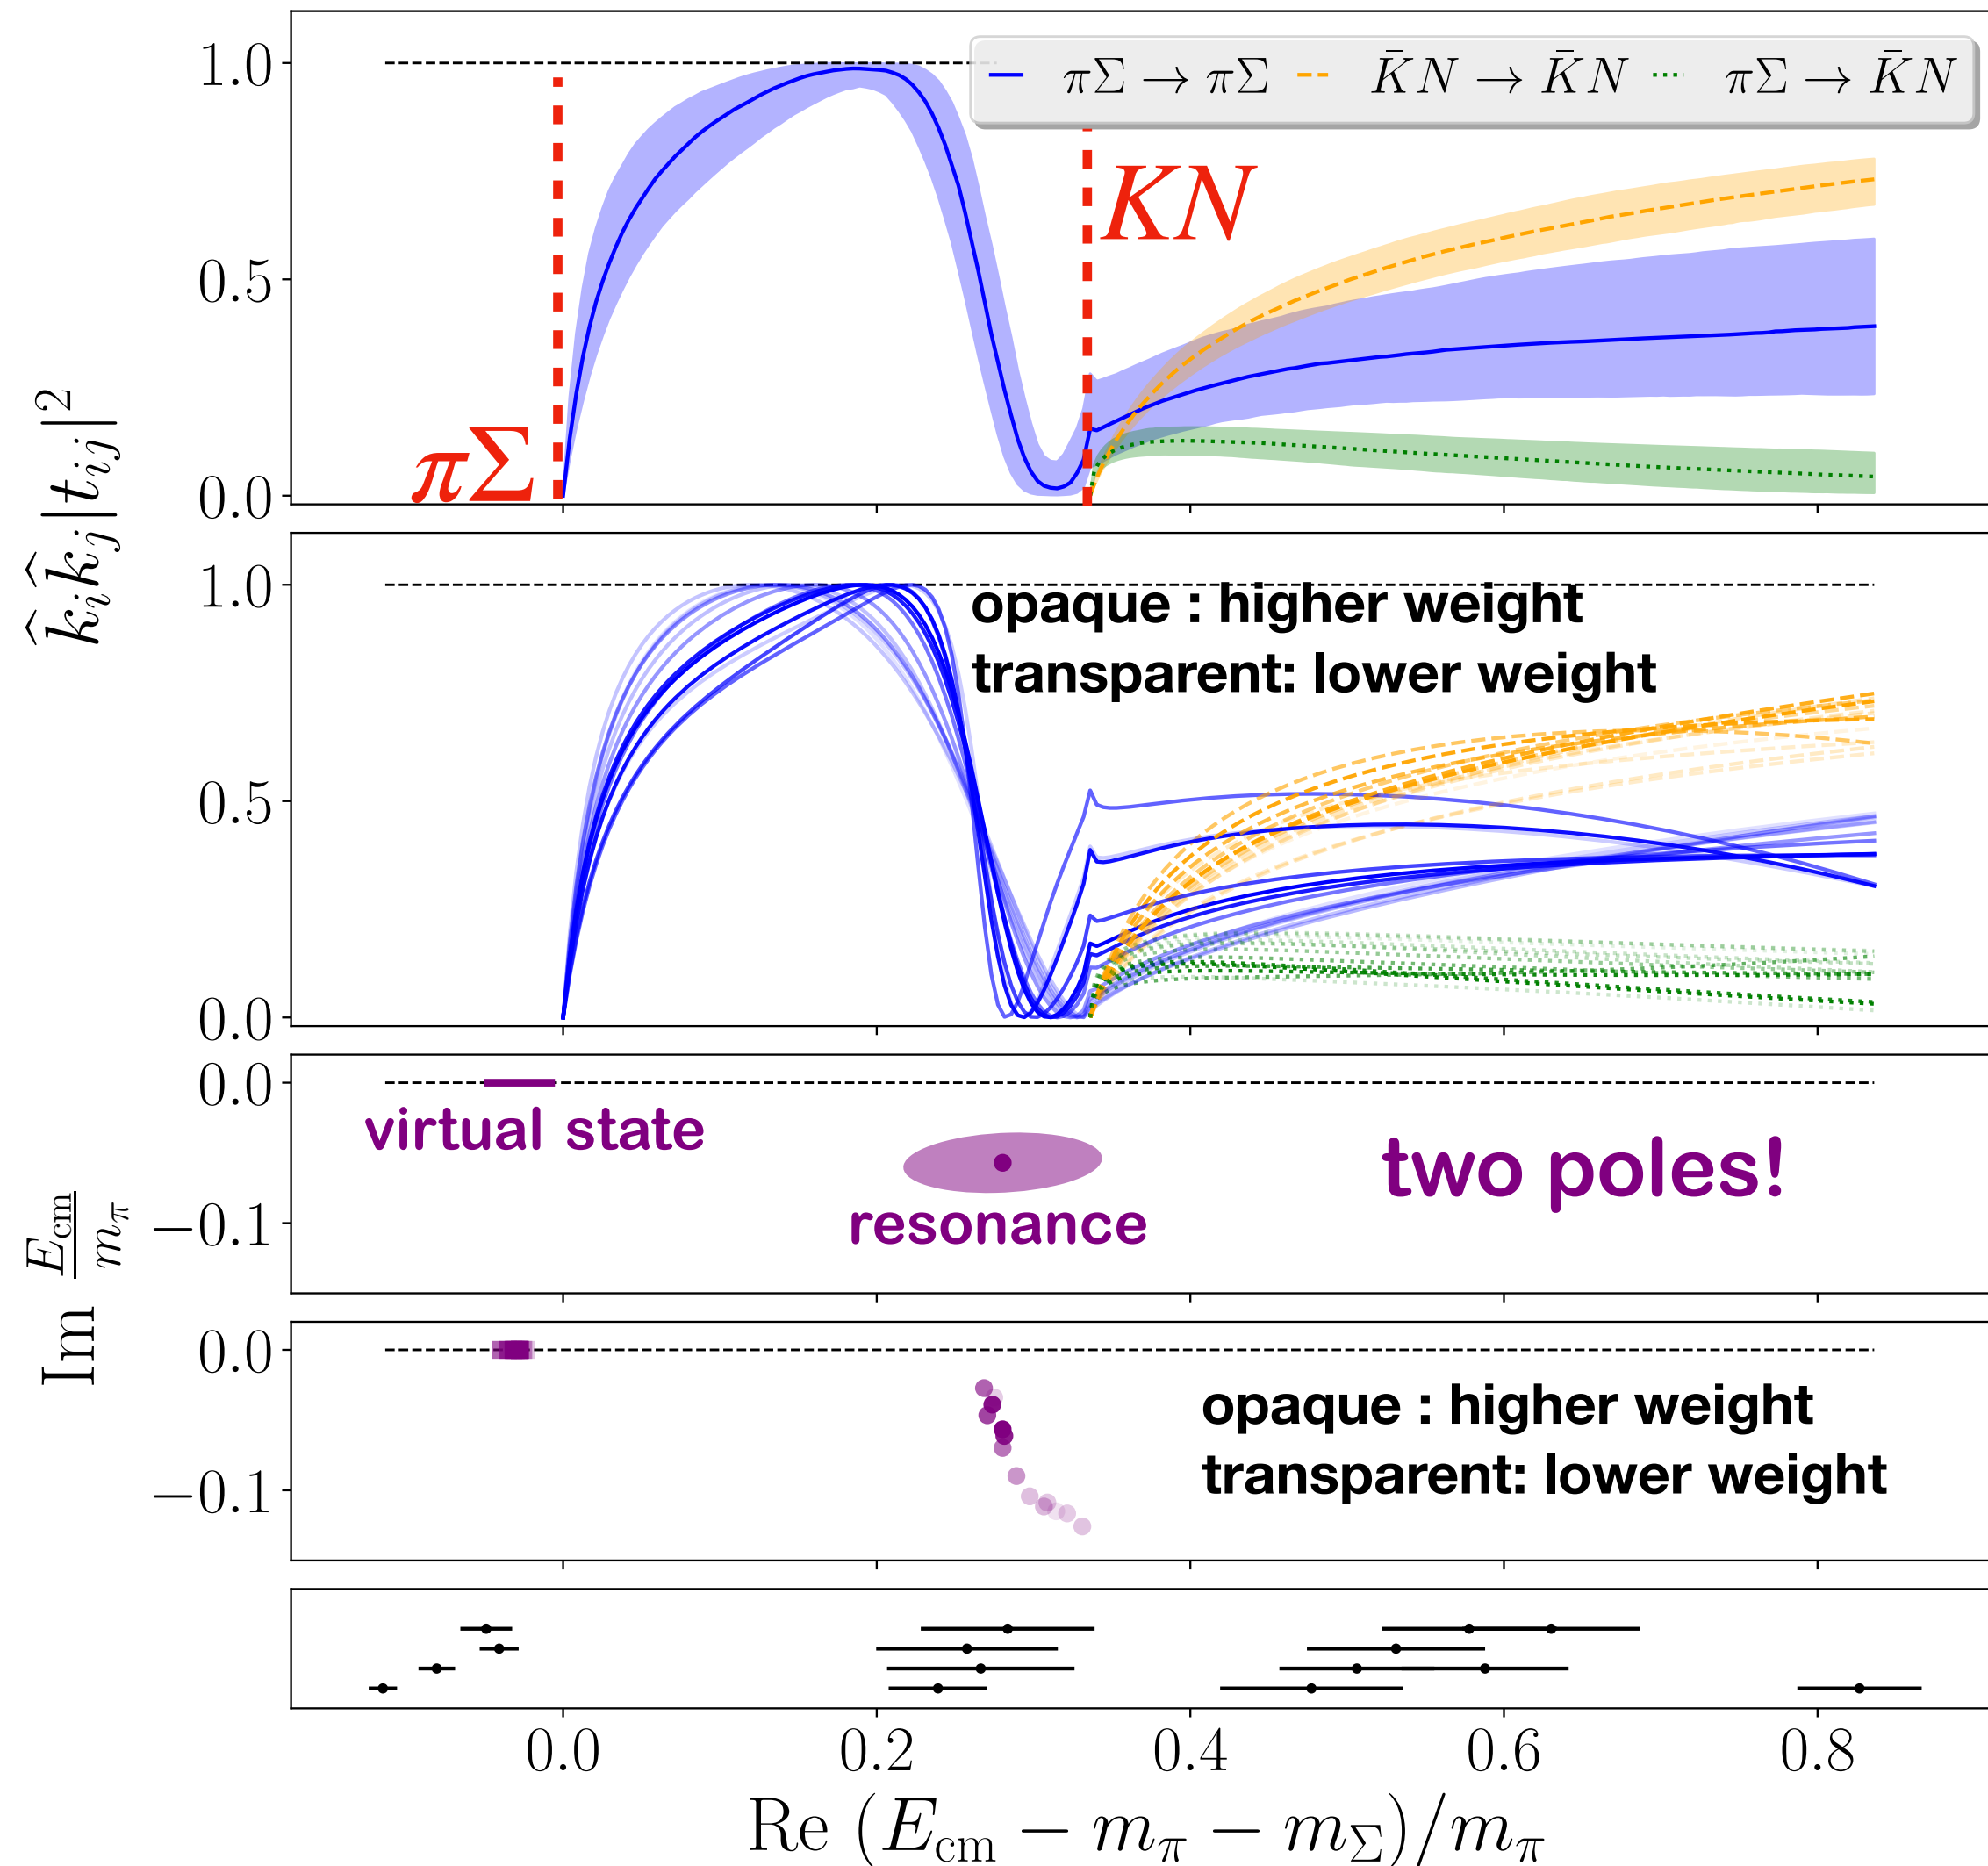 1.0
πΣ → πΣ K̄N → K̄N πΣ → K̄N
KN
0.5
πΣ
0.0
k̂ᵢk̂ⱼ|tᵢⱼ|²
1.0
opaque : higher weight
transparent: lower weight
0.5
0.0
0.0
virtual state
two poles!
resonance
−0.1
Im E_cm/m_π
0.0
opaque : higher weight
transparent: lower weight
−0.1
0.0 0.2 0.4 0.6 0.8
Re (E_cm − m_π − m_Σ)/m_π